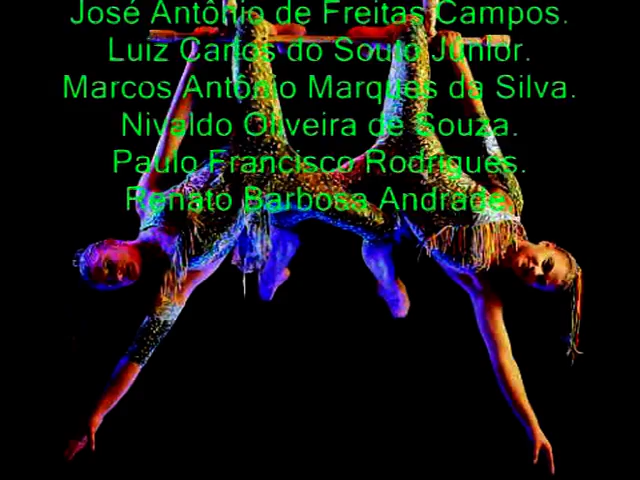 José Antônio de Freitas Campos.
Luiz Carlos do Souto Júnior.
Marcos Antônio Marques da Silva.
Nivaldo Oliveira de Souza.
Paulo Francisco Rodrigues.
Renato Barbosa Andrade.